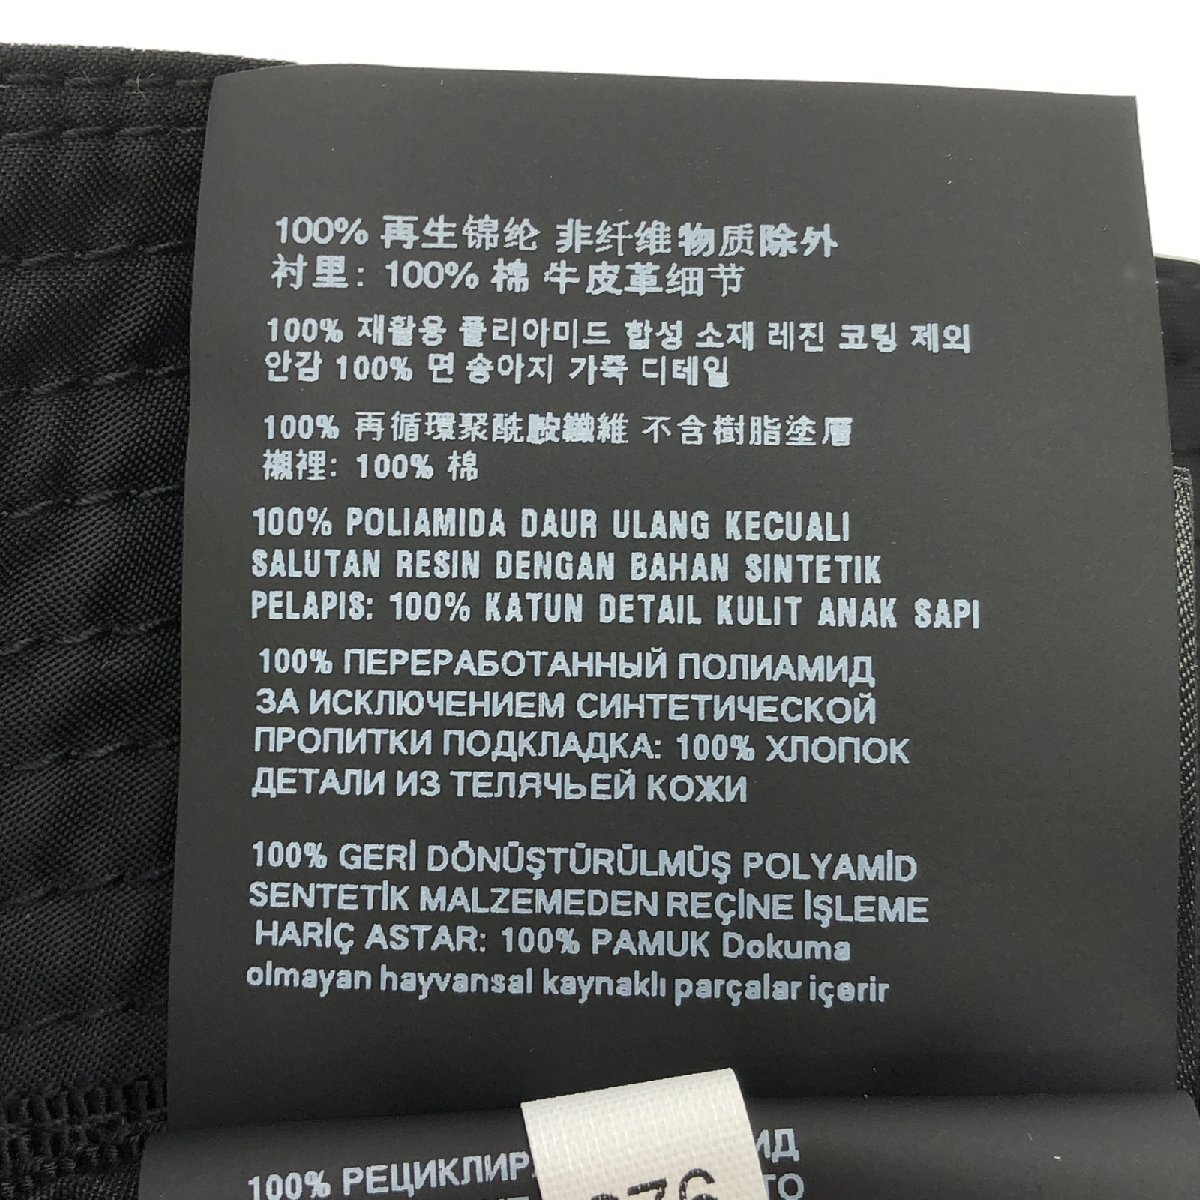 100% 再生锦纶 非纤维物质除外
衬里: 100% 棉 牛皮革细节
100% 재활용 폴리아미드 합성 소재 레진 코팅 제외
안감 100% 면 송아지 가죽 디테일
100% 再循環聚酰胺纖維 不含樹脂塗層
襯裡: 100% 棉
100% POLIAMIDA DAUR ULANG KECUALI
SALUTAN RESIN DENGAN BAHAN SINTETIK
PELAPIS: 100% KATUN DETAIL KULIT ANAK SAPI
100% ПЕРЕРАБОТАННЫЙ ПОЛИАМИД
ЗА ИСКЛЮЧЕНИЕМ СИНТЕТИЧЕСКОЙ
ПРОПИТКИ ПОДКЛАДКА: 100% ХЛОПОК
ДЕТАЛИ ИЗ ТЕЛЯЧЬЕЙ КОЖИ
100% GERİ DÖNÜŞTÜRÜLMÜŞ POLYAMİD
SENTETİK MALZEMEDEN REÇİNE İŞLEME
HARİÇ ASTAR: 100% PAMUK Dokuma
olmayan hayvansal kaynaklı parçalar içerir
100%